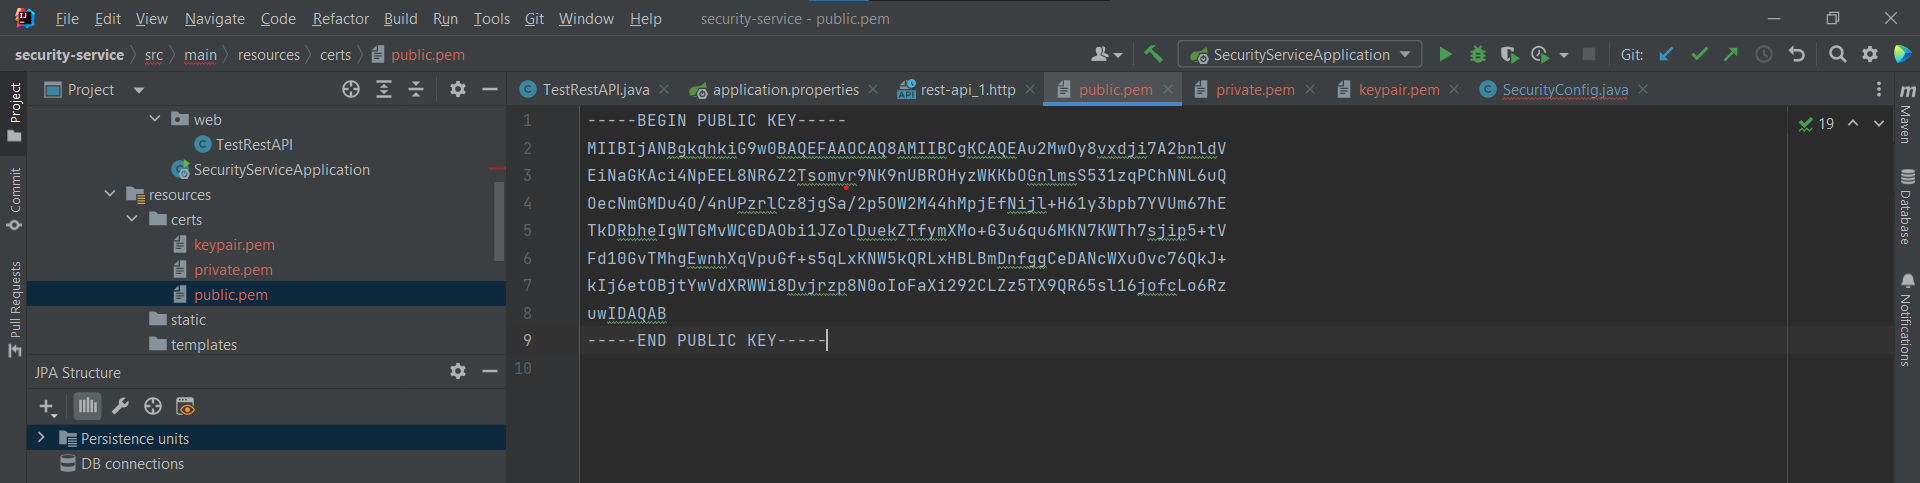 File Edit View Navigate Code Refactor Build Run Tools Git Window Help security-service - public.pem
security-service src main resources certs public.pem SecurityServiceApplication Git:
Project
Project TestRestAPI.java application.properties rest-api_1.http public.pem private.pem keypair.pem SecurityConfig.java
web
TestRestAPI
SecurityServiceApplication
resources
certs
keypair.pem
private.pem
public.pem
static
templates
Commit
Pull Requests
JPA Structure
Persistence units
DB connections
1 -----BEGIN PUBLIC KEY-----
2 MIIBIjANBgkqhkiG9w0BAQEFAAOCAQ8AMIIBCgKCAQEAu2MwOy8vxdji7A2bnldV
3 EiNaGKAci4NpEEL8NR6Z2Tsomvr9NK9nUBROHyzWKKbOGnlmsS531zqPChNNL6uQ
4 OecNmGMDu4O/4nUPzrlCz8jgSa/2p5OW2M44hMpjEfNijl+H61y3bpb7YVUm67hE
5 TkDRbheIgWTGMvWCGDAObi1JZolDuekZTfymXMo+G3u6qu6MKN7KWTh7sjip5+tV
6 Fd10GvTMhgEwnhXqVpuGf+s5qLxKNW5kQRLxHBLBmDnfggCeDANcWXuOvc76QkJ+
7 kIj6etOBjtYwVdXRWWi8Dvjrzp8N0oIoFaXi292CLZz5TX9QR65sl16jofcLo6Rz
8 uwIDAQAB
9 -----END PUBLIC KEY-----
10
19
Maven
Database
Notifications